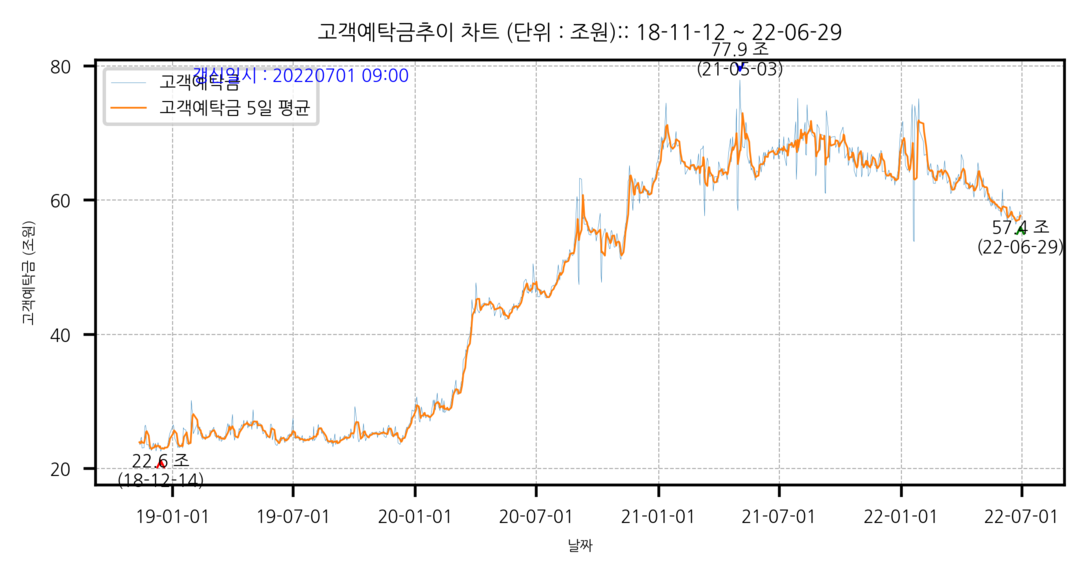 고객예탁금추이 차트 (단위 : 조원):: 18-11-12 ~ 22-06-29
77.9 조
(21-05-03)
갱신일시 : 20220701 09:00
고객예탁금
고객예탁금 5일 평균
80
60
40
20
고객예탁금 (조원)
57.4 조
(22-06-29)
22.6 조
(18-12-14)
19-01-01
19-07-01
20-01-01
20-07-01
21-01-01
21-07-01
22-01-01
22-07-01
날짜